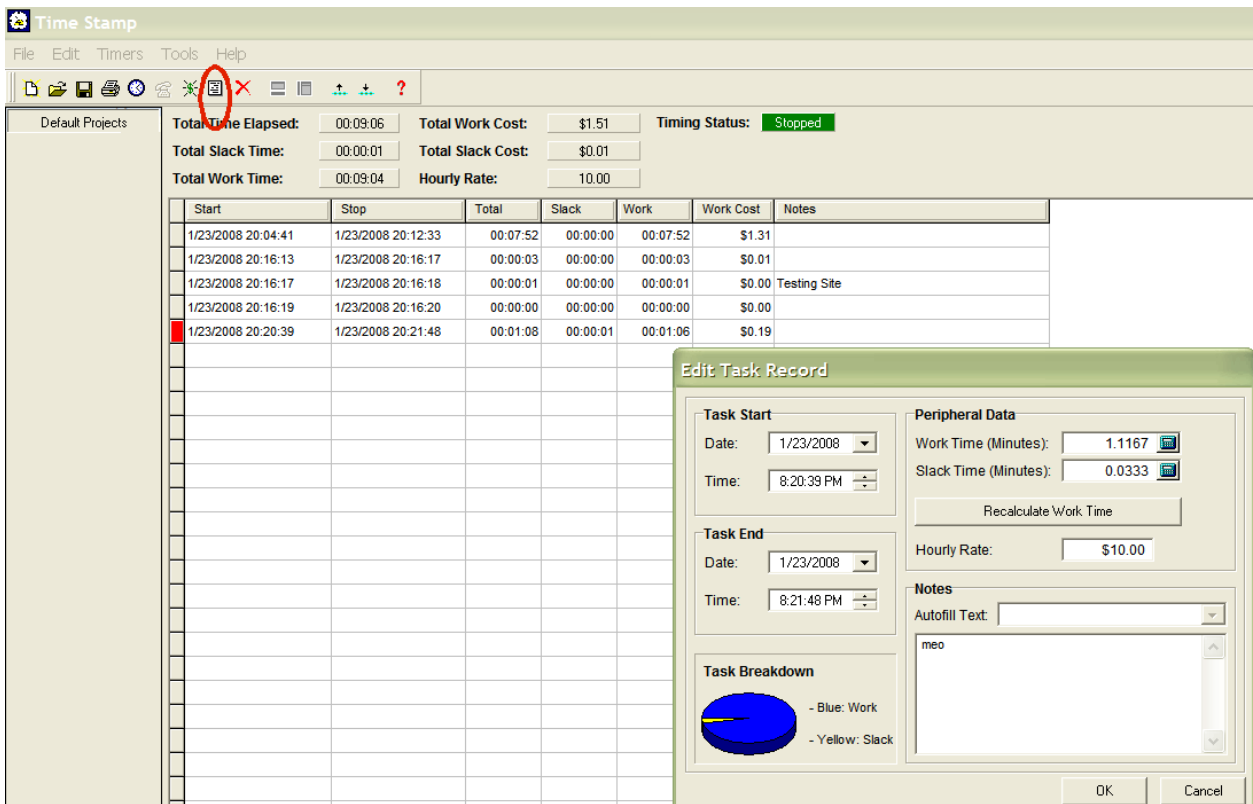 Time Stamp
File Edit Timers Tools Help
Default Projects
Total Time Elapsed: 00:09:06 Total Work Cost: $1.51 Timing Status: Stopped
Total Slack Time: 00:00:01 Total Slack Cost: $0.01
Total Work Time: 00:09:04 Hourly Rate: 10.00
Start Stop Total Slack Work Work Cost Notes
1/23/2008 20:04:41 1/23/2008 20:12:33 00:07:52 00:00:00 00:07:52 $1.31
1/23/2008 20:16:13 1/23/2008 20:16:17 00:00:03 00:00:00 00:00:03 $0.01
1/23/2008 20:16:17 1/23/2008 20:16:18 00:00:01 00:00:00 00:00:01 $0.00 Testing Site
1/23/2008 20:16:19 1/23/2008 20:16:20 00:00:00 00:00:00 00:00:00 $0.00
1/23/2008 20:20:39 1/23/2008 20:21:48 00:01:08 00:00:01 00:01:06 $0.19
Edit Task Record
Task Start
Date: 1/23/2008
Time: 8:20:39 PM
Task End
Date: 1/23/2008
Time: 8:21:48 PM
Task Breakdown
- Blue: Work
- Yellow: Slack
Peripheral Data
Work Time (Minutes): 1.1167
Slack Time (Minutes): 0.0333
Recalculate Work Time
Hourly Rate: $10.00
Notes
Autofill Text:
meo
OK Cancel